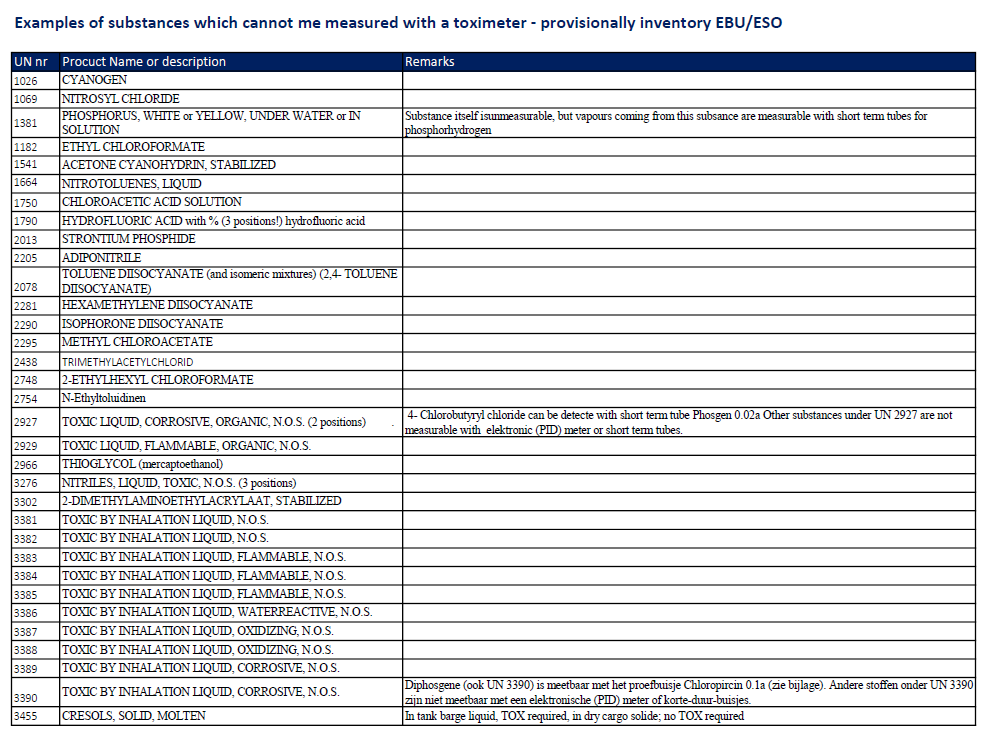 Examples of substances which cannot me measured with a toximeter - provisionally inventory EBU/ESO
UN nr Procuct Name or description Remarks
1026 CYANOGEN
1069 NITROSYL CHLORIDE
1381 PHOSPHORUS, WHITE or YELLOW, UNDER WATER or IN
SOLUTION
Substance itself isunmeasurable, but vapours coming from this subsance are measurable with short term tubes for
phosphorhydrogen
1182 ETHYL CHLOROFORMATE
1541 ACETONE CYANOHYDRIN, STABILIZED
1664 NITROTOLUENES, LIQUID
1750 CHLOROACETIC ACID SOLUTION
1790 HYDROFLUORIC ACID with % (3 positions!) hydrofluoric acid
2013 STRONTIUM PHOSPHIDE
2205 ADIPONITRILE
2078 TOLUENE DIISOCYANATE (and isomeric mixtures) (2,4- TOLUENE
DIISOCYANATE)
2281 HEXAMETHYLENE DIISOCYANATE
2290 ISOPHORONE DIISOCYANATE
2295 METHYL CHLOROACETATE
2438 TRIMETHYLACETYLCHLORID
2748 2-ETHYLHEXYL CHLOROFORMATE
2754 N-Ethyltoluidinen
2927 TOXIC LIQUID, CORROSIVE, ORGANIC, N.O.S. (2 positions) .
4- Chlorobutyryl chloride can be detecte with short term tube Phosgen 0.02a Other substances under UN 2927 are not
measurable with elektronic (PID) meter or short term tubes.
2929 TOXIC LIQUID, FLAMMABLE, ORGANIC, N.O.S.
2966 THIOGLYCOL (mercaptoethanol)
3276 NITRILES, LIQUID, TOXIC, N.O.S. (3 positions)
3302 2-DIMETHYLAMINOETHYLACRYLAAT, STABILIZED
3381 TOXIC BY INHALATION LIQUID, N.O.S.
3382 TOXIC BY INHALATION LIQUID, N.O.S.
3383 TOXIC BY INHALATION LIQUID, FLAMMABLE, N.O.S.
3384 TOXIC BY INHALATION LIQUID, FLAMMABLE, N.O.S.
3385 TOXIC BY INHALATION LIQUID, FLAMMABLE, N.O.S.
3386 TOXIC BY INHALATION LIQUID, WATERREACTIVE, N.O.S.
3387 TOXIC BY INHALATION LIQUID, OXIDIZING, N.O.S.
3388 TOXIC BY INHALATION LIQUID, OXIDIZING, N.O.S.
3389 TOXIC BY INHALATION LIQUID, CORROSIVE, N.O.S.
3390 TOXIC BY INHALATION LIQUID, CORROSIVE, N.O.S.
Diphosgene (ook UN 3390) is meetbaar met het proefbuisje Chloropircin 0.1a (zie bijlage). Andere stoffen onder UN 3390
zijn niet meetbaar met een elektronische (PID) meter of korte-duur-buisjes.
3455 CRESOLS, SOLID, MOLTEN In tank barge liquid, TOX required, in dry cargo solide; no TOX required